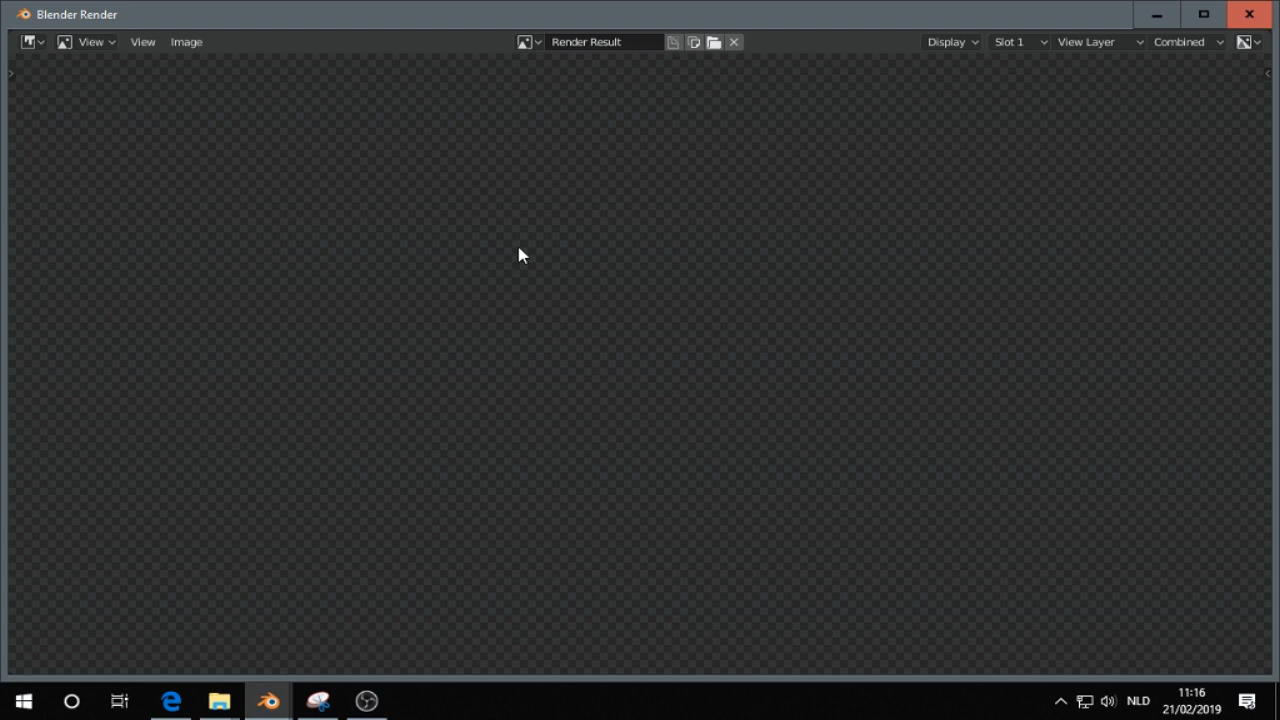 Blender Render
View View Image Render Result Display Slot 1 View Layer Combined
NLD 11:16
21/02/2019